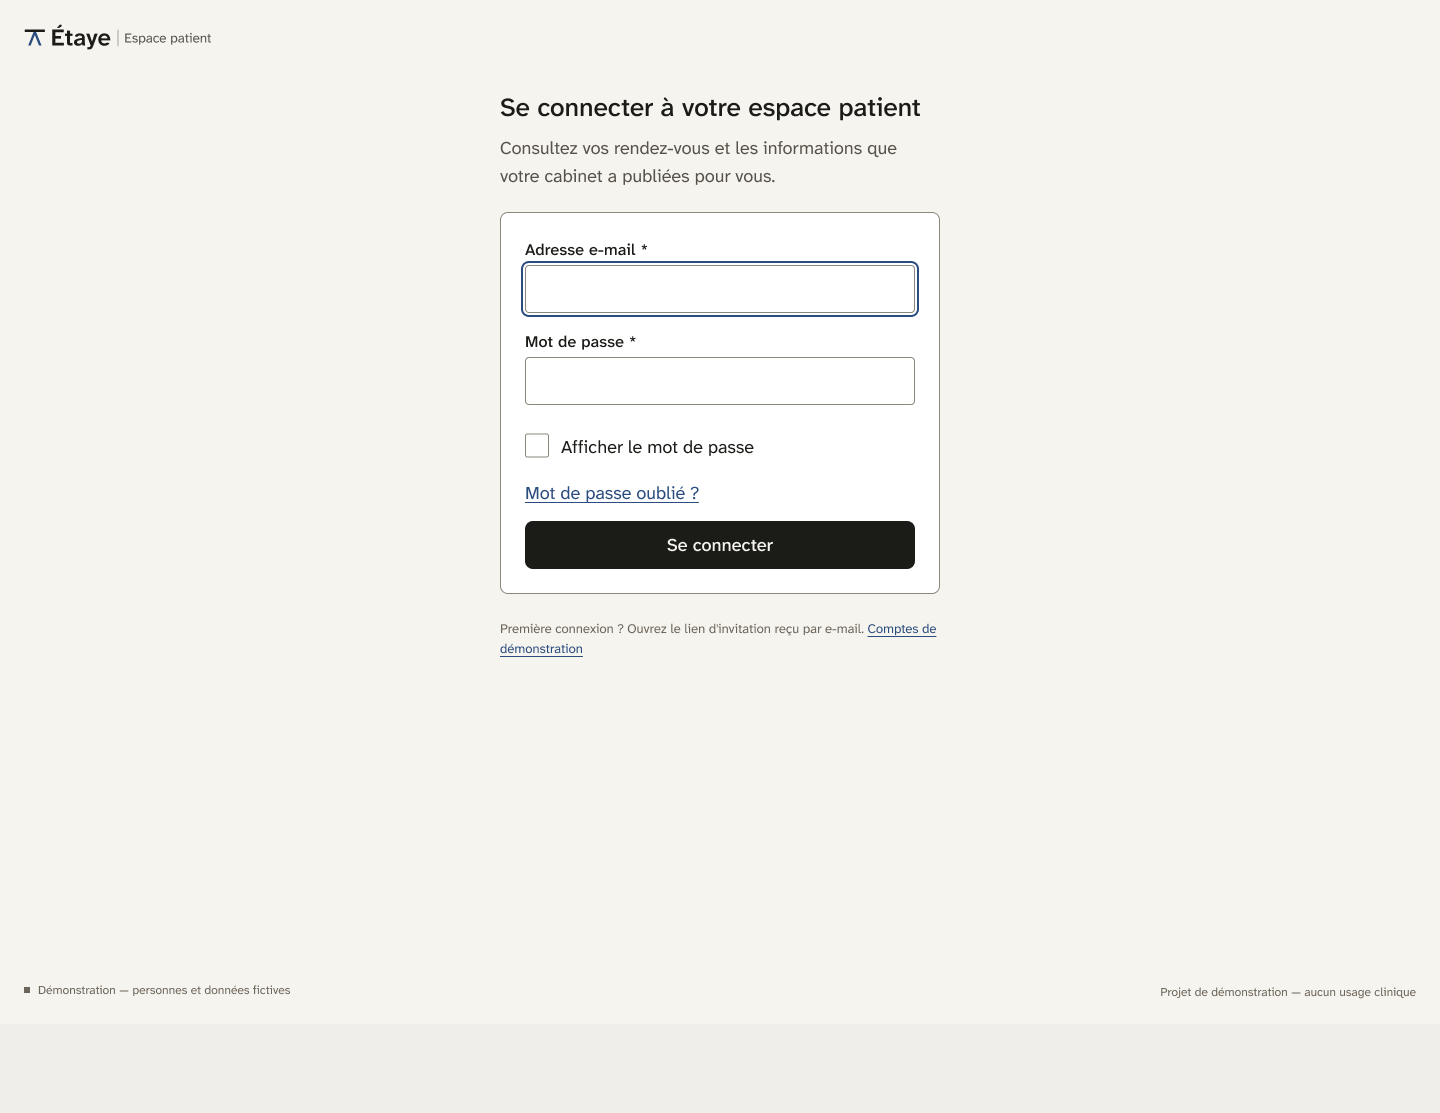 Étaye | Espace patient
Se connecter à votre espace patient
Consultez vos rendez-vous et les informations que
votre cabinet a publiées pour vous.
Adresse e-mail *
Mot de passe *
Afficher le mot de passe
Mot de passe oublié ?
Se connecter
Première connexion ? Ouvrez le lien d'invitation reçu par e-mail. Comptes de
démonstration
Démonstration — personnes et données fictives
Projet de démonstration — aucun usage clinique